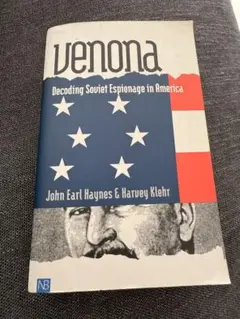 venona
Decoding Soviet Espionage in America
John Earl Haynes & Harvey Klehr
NB